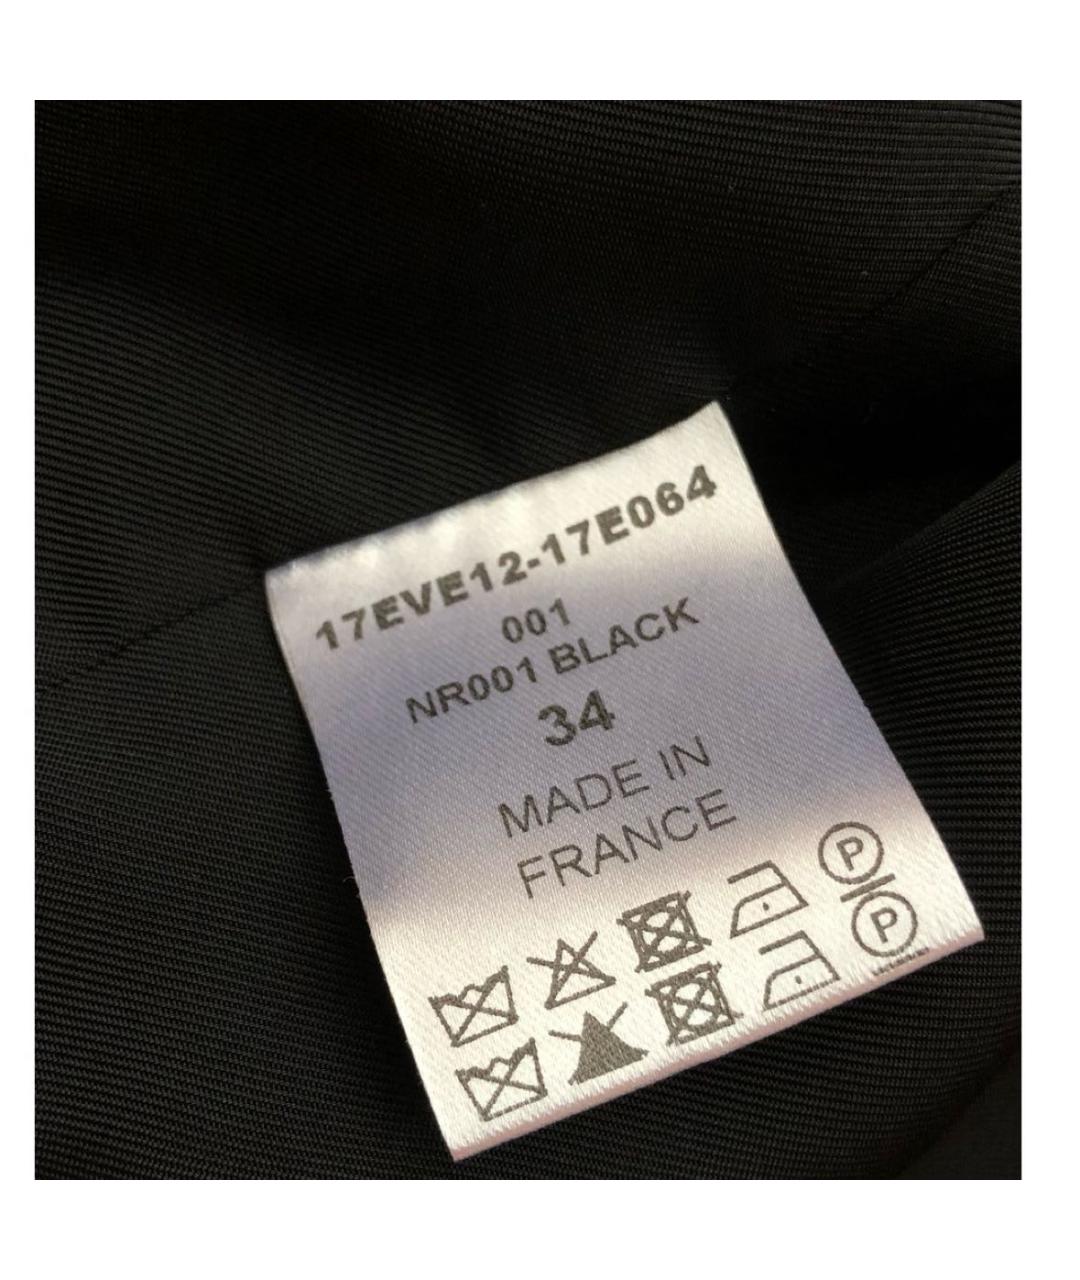 17EVE12-17E064
001
NR001 BLACK
34
MADE IN
FRANCE
P
P